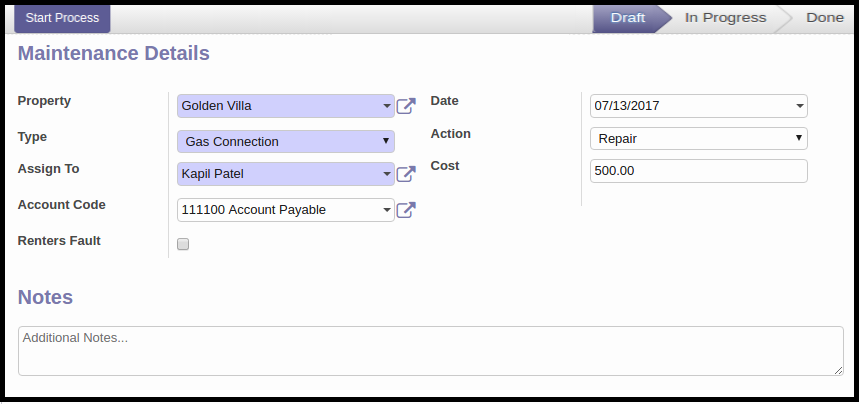 Start Process Draft In Progress Done
Maintenance Details
Property Golden Villa Date 07/13/2017
Type Gas Connection Action Repair
Assign To Kapil Patel Cost 500.00
Account Code 111100 Account Payable
Renters Fault
Notes
Additional Notes...